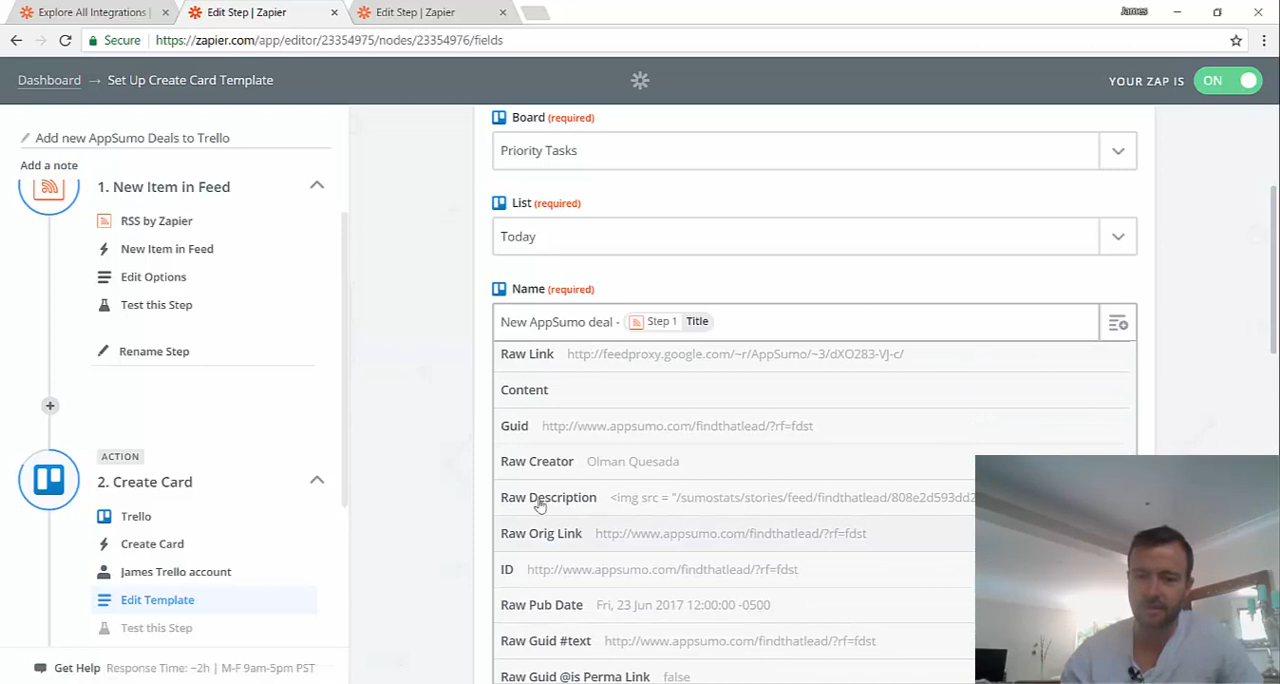 Explore All Integrations |
Edit Step | Zapier
Edit Step | Zapier
James
Secure
https://zapier.com/app/editor/23354975/nodes/23354976/fields
Dashboard → Set Up Create Card Template
YOUR ZAP IS ON
Add new AppSumo Deals to Trello
Add a note
1. New Item in Feed
RSS by Zapier
New Item in Feed
Edit Options
Test this Step
Rename Step
+
ACTION
2. Create Card
Trello
Create Card
James Trello account
Edit Template
Test this Step
Get Help Response Time: ~2h | M-F 9am-5pm PST
Board (required)
Priority Tasks
List (required)
Today
Name (required)
New AppSumo deal - Step 1 Title
Raw Link http://feedproxy.google.com/~r/AppSumo/~3/dXO283-VJ-c/
Content
Guid http://www.appsumo.com/findthatlead/?rf=fdst
Raw Creator Olman Quesada
Raw Description <img src = "/sumostats/stories/feed/findthatlead/808e2d593dd2
Raw Orig Link http://www.appsumo.com/findthatlead/?rf=fdst
ID http://www.appsumo.com/findthatlead/?rf=fdst
Raw Pub Date Fri, 23 Jun 2017 12:00:00 -0500
Raw Guid #text http://www.appsumo.com/findthatlead/?rf=fdst
Raw Guid @is Perma Link false